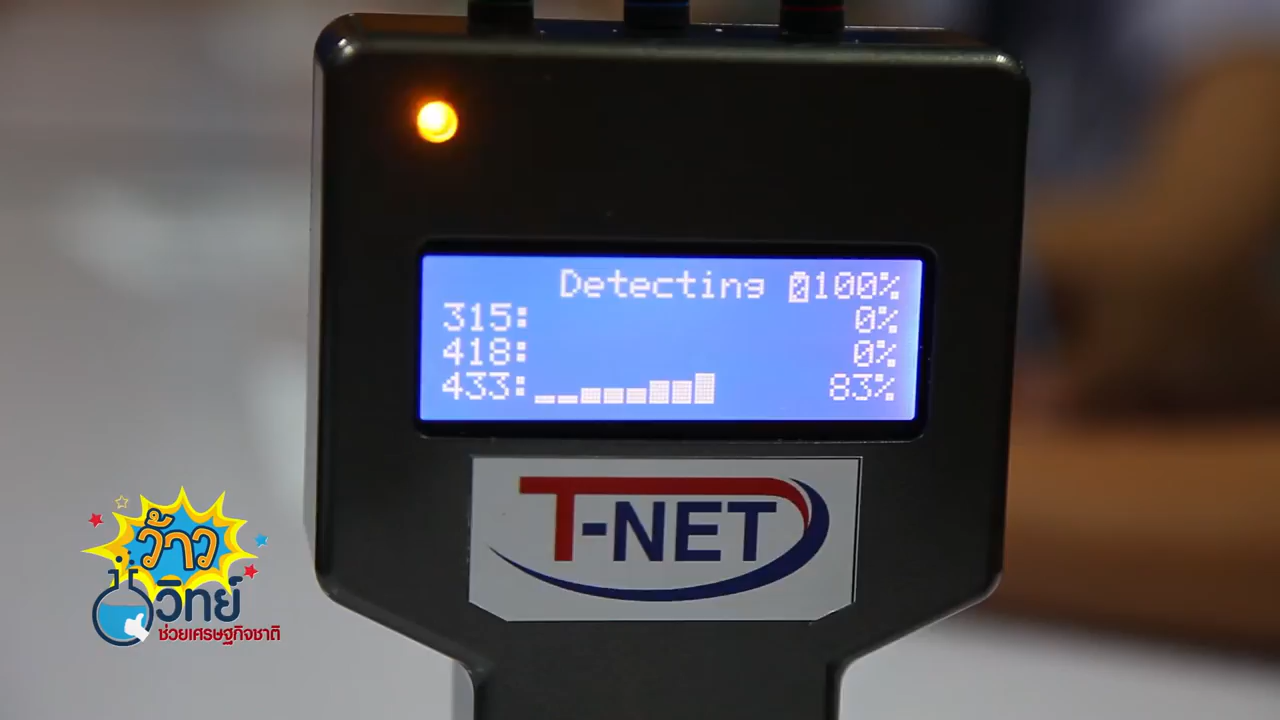 Detecting 100%
315: 0%
418: 0%
433: 83%
T-NET
ว้าว
วิทย์
ช่วยเศรษฐกิจชาติ